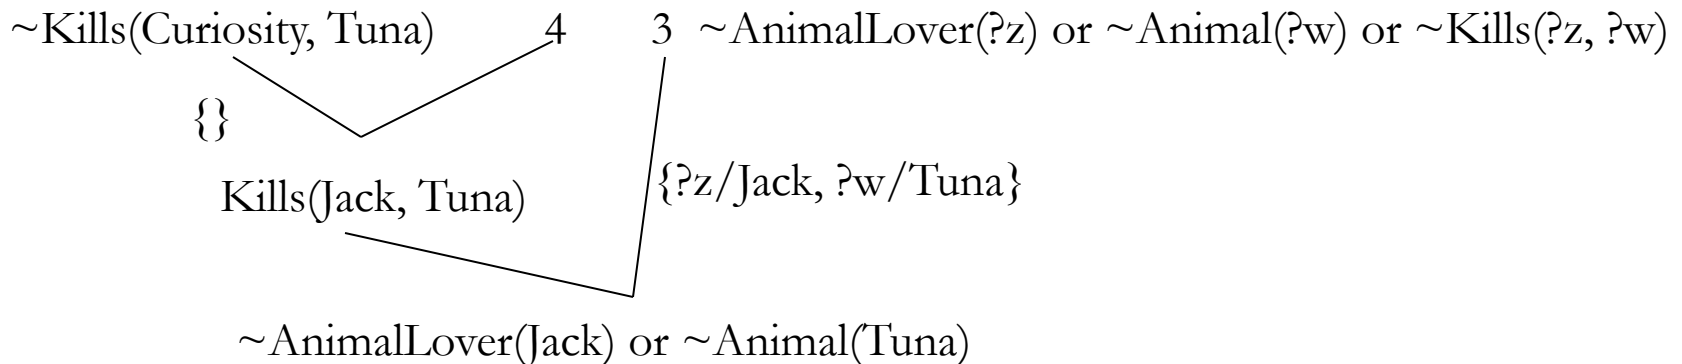 ~Kills(Curiosity, Tuna) 4 3 ~AnimalLover(?z) or ~Animal(?w) or ~Kills(?z, ?w)
{}
{?z/Jack, ?w/Tuna}
Kills(Jack, Tuna)
~AnimalLover(Jack) or ~Animal(Tuna)